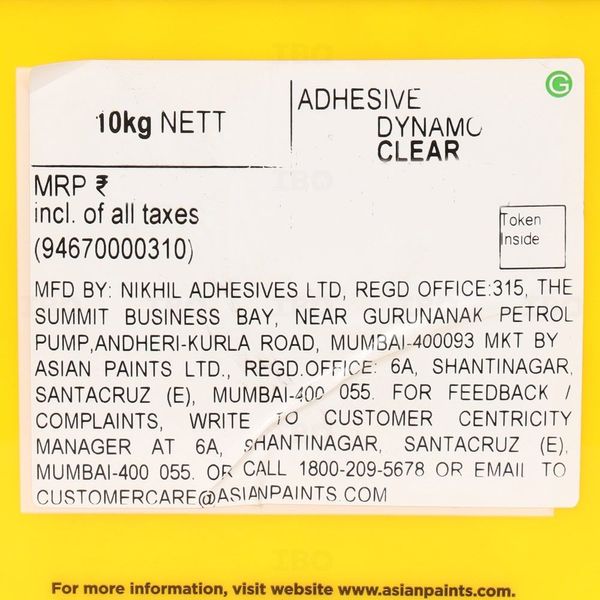 10kg NETT
ADHESIVE
DYNAMO
CLEAR
G
MRP ₹
incl. of all taxes
(94670000310)
Token
Inside
MFD BY: NIKHIL ADHESIVES LTD, REGD OFFICE:315, THE
SUMMIT BUSINESS BAY, NEAR GURUNANAK PETROL
PUMP,ANDHERI-KURLA ROAD, MUMBAI-400093 MKT BY
ASIAN PAINTS LTD., REGD.OFFICE: 6A, SHANTINAGAR,
SANTACRUZ (E), MUMBAI-400 055. FOR FEEDBACK /
COMPLAINTS, WRITE TO CUSTOMER CENTRICITY
MANAGER AT 6A, SHANTINAGAR, SANTACRUZ (E),
MUMBAI-400 055. OR CALL 1800-209-5678 OR EMAIL TO
CUSTOMERCARE@ASIANPAINTS.COM
For more information, visit website www.asianpaints.com.
IBO
IBO
IBO